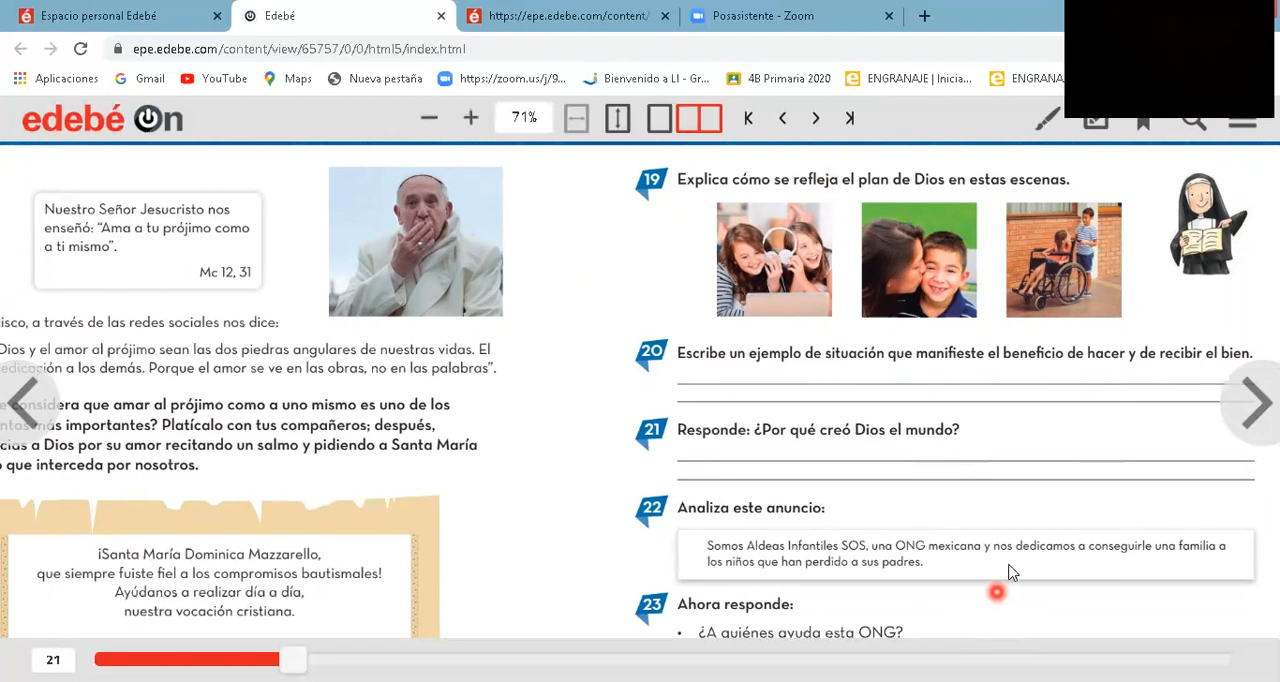 Espacio personal Edebé
Edebé
https://epe.edebe.com/content/
Posasistente - Zoom
epe.edebe.com/content/view/65757/0/0/html5/index.html
Aplicaciones
Gmail
YouTube
Maps
Nueva pestaña
https://zoom.us/j/9...
Bienvenido a LI - Gr...
4B Primaria 2020
ENGRANAJE | Inicia...
ENGRANA
edebé On
71%
Nuestro Señor Jesucristo nos
enseñó: “Ama a tu prójimo como
a ti mismo”.
Mc 12, 31
isco, a través de las redes sociales nos dice:
Dios y el amor al prójimo sean las dos piedras angulares de nuestras vidas. El
edicación a los demás. Porque el amor se ve en las obras, no en las palabras”.
e considera que amar al prójimo como a uno mismo es uno de los
ntos más importantes? Platícalo con tus compañeros; después,
cias a Dios por su amor recitando un salmo y pidiendo a Santa María
o que interceda por nosotros.
¡Santa María Dominica Mazzarello,
que siempre fuiste fiel a los compromisos bautismales!
Ayúdanos a realizar día a día,
nuestra vocación cristiana.
19 Explica cómo se refleja el plan de Dios en estas escenas.
20 Escribe un ejemplo de situación que manifieste el beneficio de hacer y de recibir el bien.
21 Responde: ¿Por qué creó Dios el mundo?
22 Analiza este anuncio:
Somos Aldeas Infantiles SOS, una ONG mexicana y nos dedicamos a conseguirle una familia a
los niños que han perdido a sus padres.
23 Ahora responde:
• ¿A quiénes ayuda esta ONG?
21